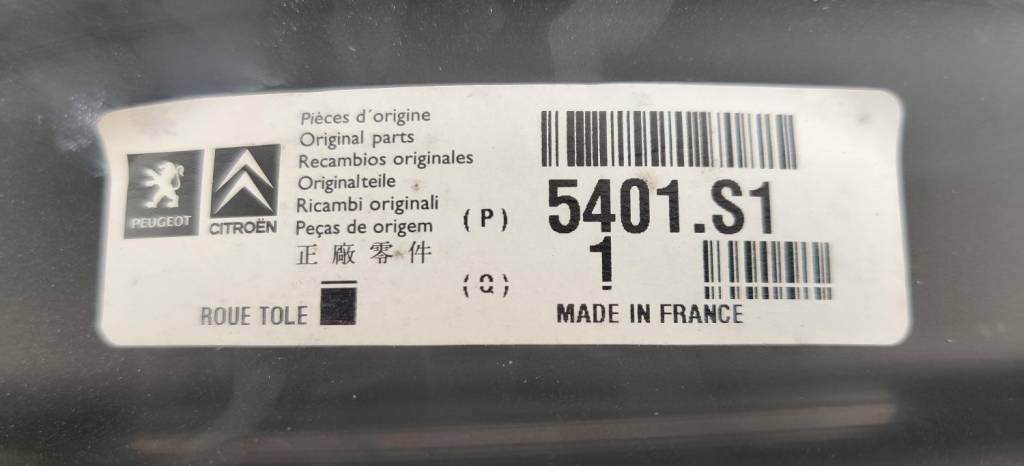 Pièces d'origine
Original parts
Recambios originales
Originalteile
Ricambi originali
Peças de origem
正廠零件
PEUGEOT
CITROËN
(P) 5401.S1
(Q) 1
ROUE TOLE
MADE IN FRANCE